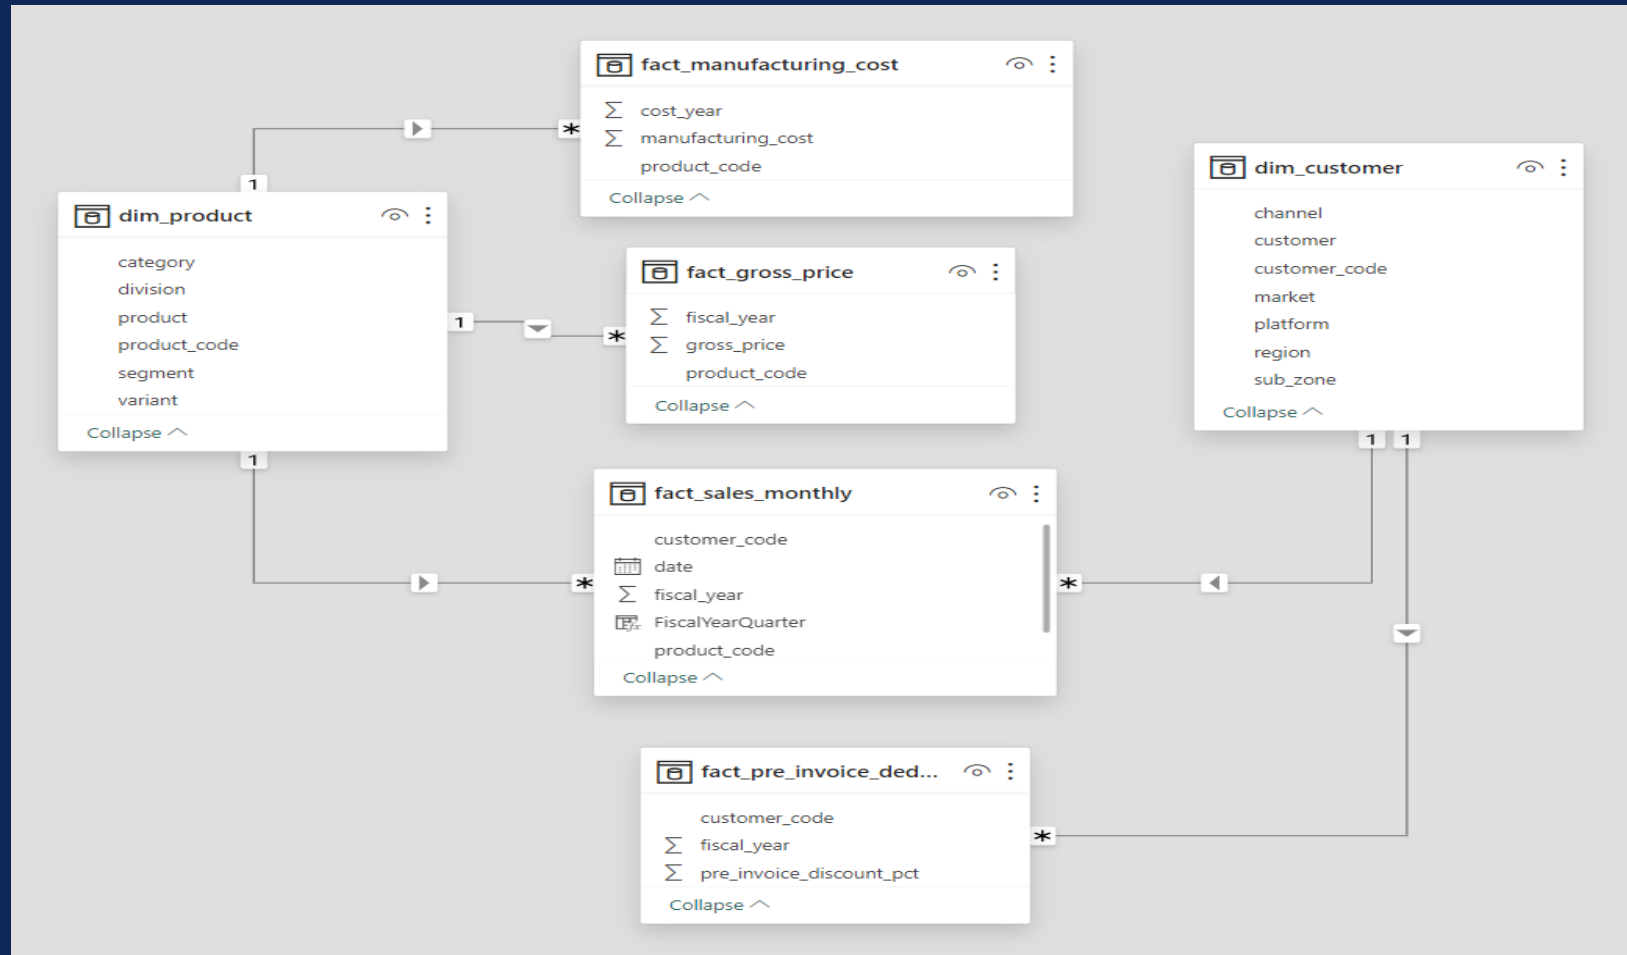 fact_manufacturing_cost
cost_year
manufacturing_cost
product_code
Collapse
1
*
dim_product
category
division
product
product_code
segment
variant
Collapse
1
*
1
*
fact_gross_price
fiscal_year
gross_price
product_code
Collapse
dim_customer
channel
customer
customer_code
market
platform
region
sub_zone
Collapse
1
1
*
*
fact_sales_monthly
customer_code
date
fiscal_year
FiscalYearQuarter
product_code
Collapse
fact_pre_invoice_ded...
customer_code
fiscal_year
pre_invoice_discount_pct
Collapse